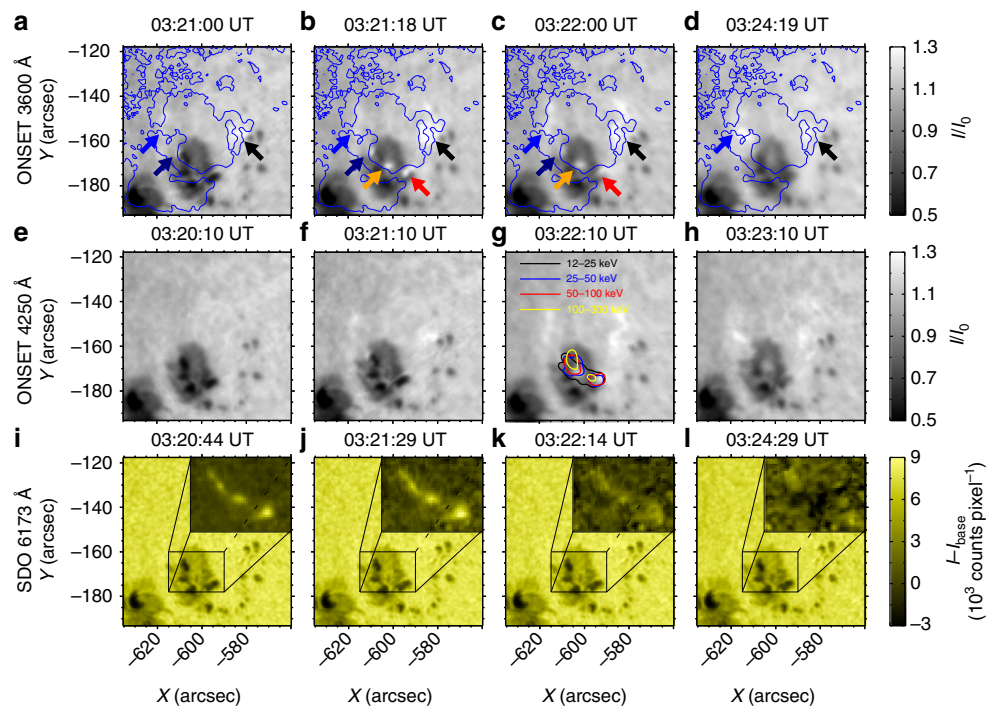 a 03:21:00 UT b 03:21:18 UT c 03:22:00 UT d 03:24:19 UT
ONSET 3600 Å
Y (arcsec)
−120
−140
−160
−180
1.3
1.1
0.9
0.7
0.5
I/I0
e 03:20:10 UT f 03:21:10 UT g 03:22:10 UT h 03:23:10 UT
ONSET 4250 Å
Y (arcsec)
−120
−140
−160
−180
12–25 keV
25–50 keV
50–100 keV
100–300 keV
1.3
1.1
0.9
0.7
0.5
I/I0
i 03:20:44 UT j 03:21:29 UT k 03:22:14 UT l 03:24:29 UT
SDO 6173 Å
Y (arcsec)
−120
−140
−160
−180
9
6
3
0
−3
I–Ibase
(10³ counts pixel⁻¹)
−620 −600 −580 −620 −600 −580 −620 −600 −580 −620 −600 −580
X (arcsec) X (arcsec) X (arcsec) X (arcsec)